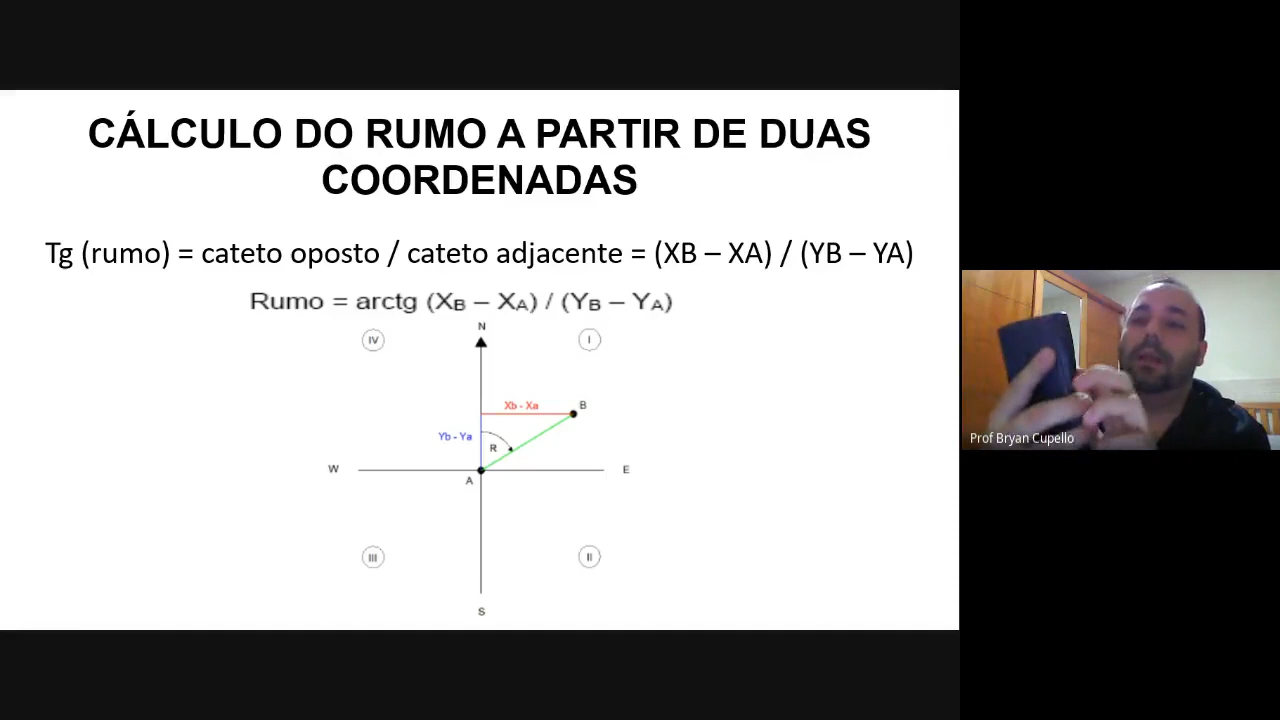 CÁLCULO DO RUMO A PARTIR DE DUAS
COORDENADAS
Tg (rumo) = cateto oposto / cateto adjacente = (XB – XA) / (YB – YA)
Rumo = arctg (XB – XA) / (YB – YA)
N
IV
I
Xb - Xa
B
Yb - Ya
R
W
E
A
III
II
S
Prof Bryan Cupello